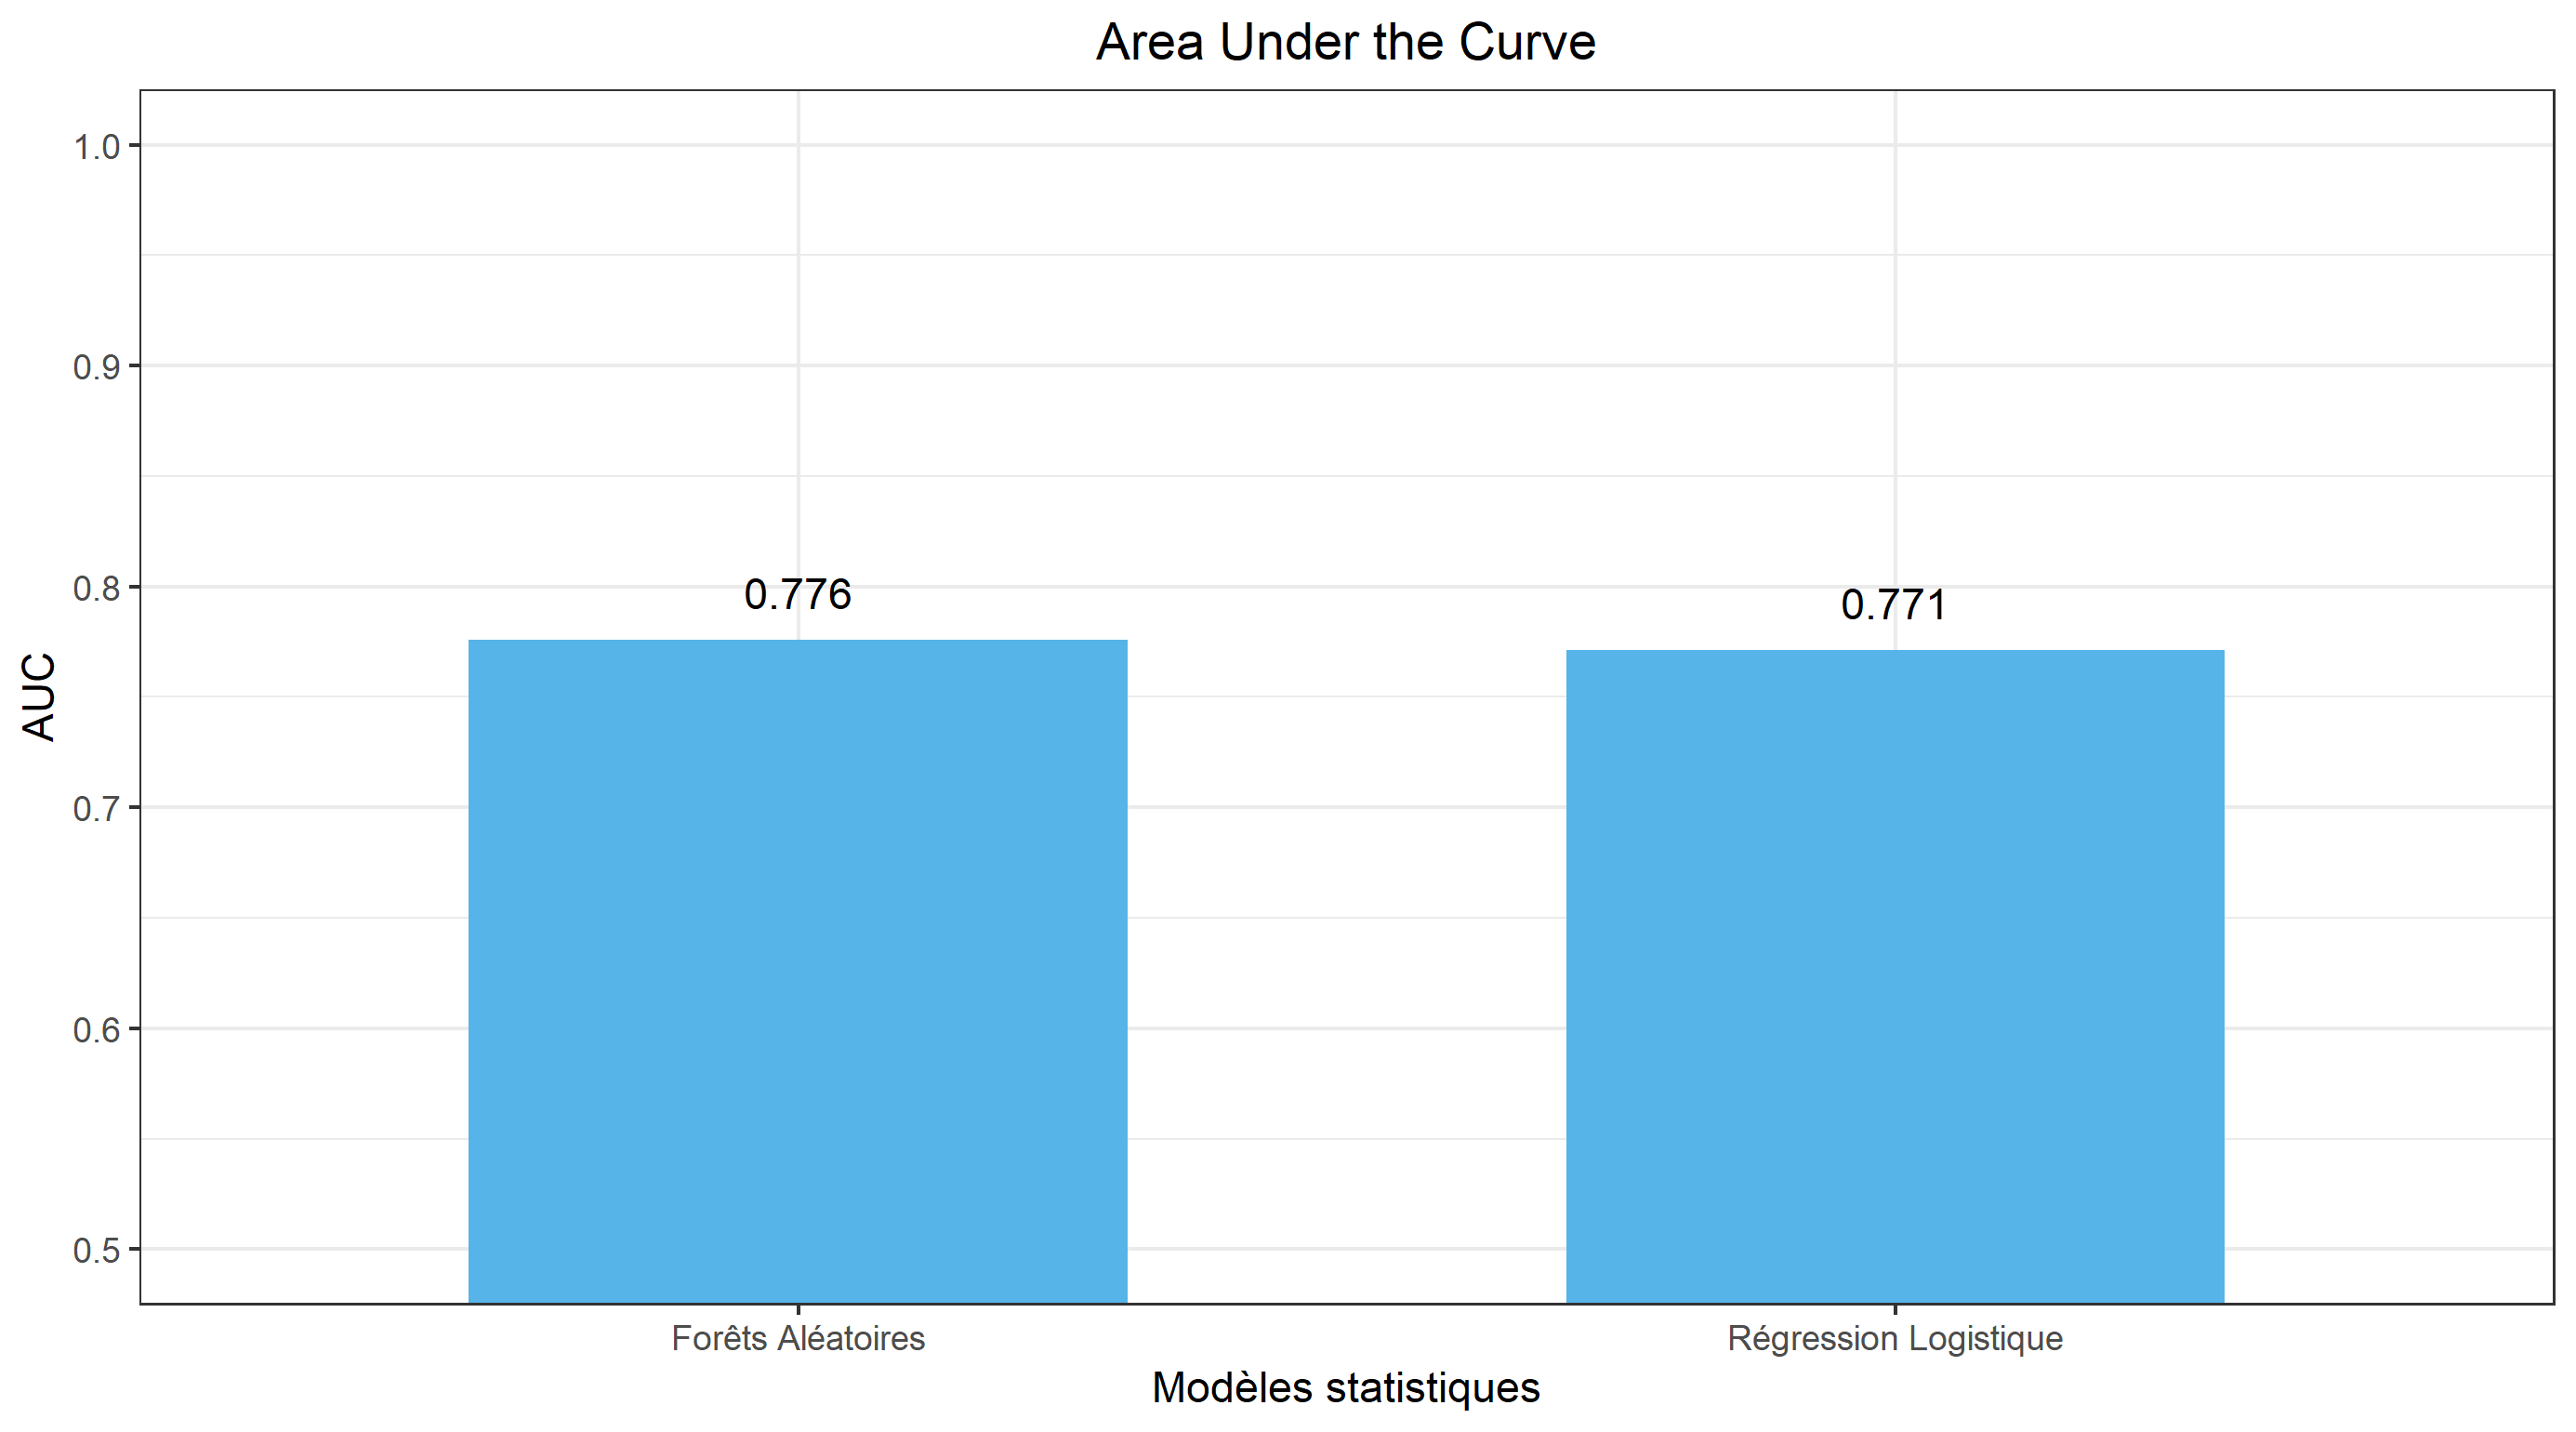 Area Under the Curve
1.0
0.9
0.8
0.7
0.6
0.5
AUC
0.776
0.771
Forêts Aléatoires
Régression Logistique
Modèles statistiques